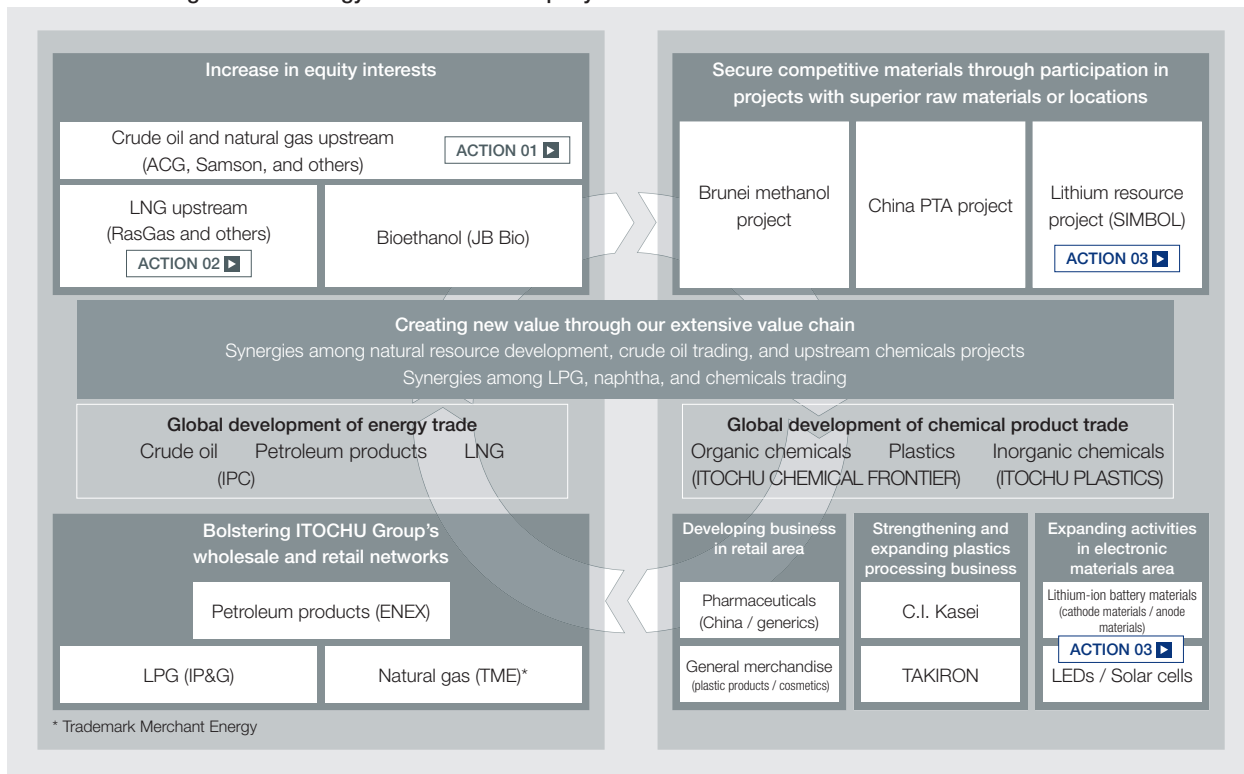 Increase in equity interests
Crude oil and natural gas upstream
(ACG, Samson, and others)
ACTION 01
LNG upstream
(RasGas and others)
ACTION 02
Bioethanol (JB Bio)
Secure competitive materials through participation in
projects with superior raw materials or locations
Brunei methanol
project
China PTA project
Lithium resource
project (SIMBOL)
ACTION 03
Creating new value through our extensive value chain
Synergies among natural resource development, crude oil trading, and upstream chemicals projects
Synergies among LPG, naphtha, and chemicals trading
Global development of energy trade
Crude oil Petroleum products LNG
(IPC)
Global development of chemical product trade
Organic chemicals Plastics Inorganic chemicals
(ITOCHU CHEMICAL FRONTIER) (ITOCHU PLASTICS)
Bolstering ITOCHU Group's
wholesale and retail networks
Petroleum products (ENEX)
LPG (IP&G)
Natural gas (TME)*
* Trademark Merchant Energy
Developing business
in retail area
Pharmaceuticals
(China / generics)
General merchandise
(plastic products / cosmetics)
Strengthening and
expanding plastics
processing business
C.I. Kasei
TAKIRON
Expanding activities
in electronic
materials area
Lithium-ion battery materials
(cathode materials / anode
materials)
ACTION 03
LEDs / Solar cells